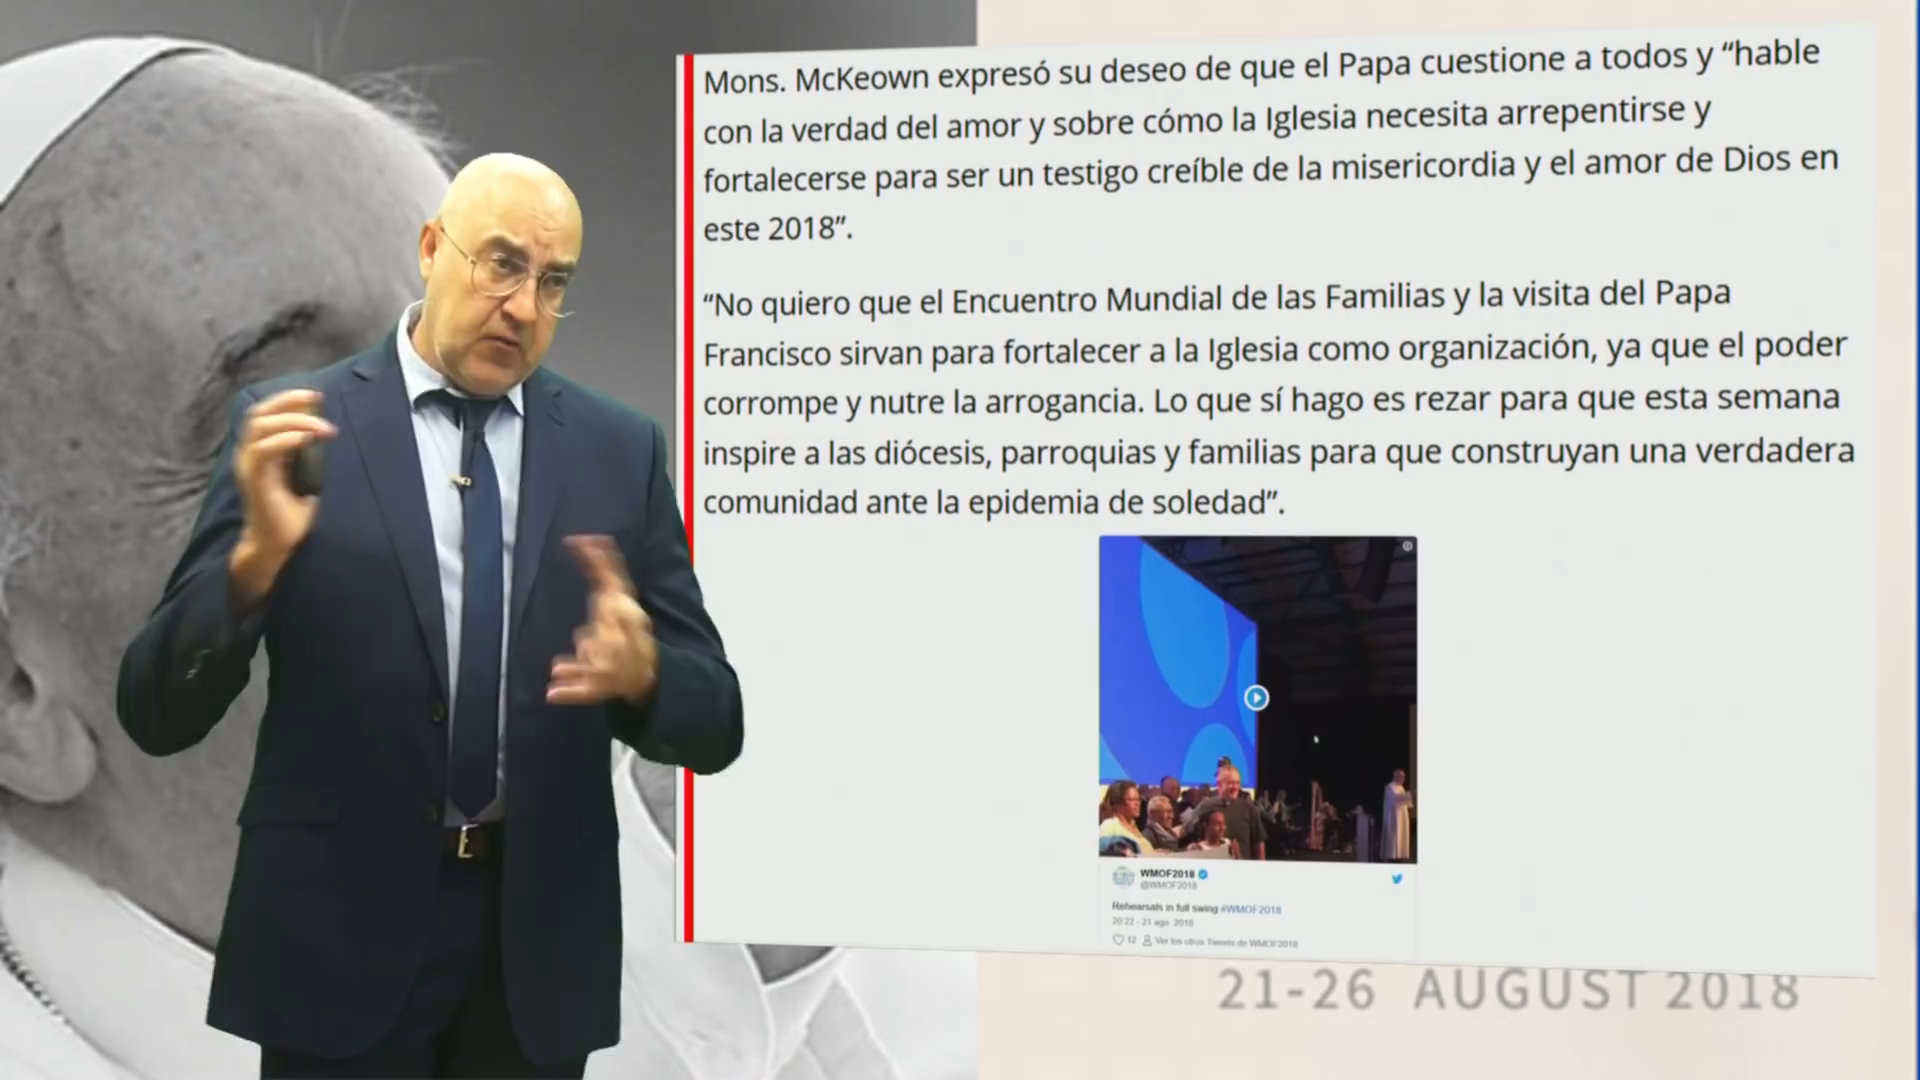 Mons. McKeown expresó su deseo de que el Papa cuestione a todos y “hable
con la verdad del amor y sobre cómo la Iglesia necesita arrepentirse y
fortalecerse para ser un testigo creíble de la misericordia y el amor de Dios en
este 2018”.
“No quiero que el Encuentro Mundial de las Familias y la visita del Papa
Francisco sirvan para fortalecer a la Iglesia como organización, ya que el poder
corrompe y nutre la arrogancia. Lo que sí hago es rezar para que esta semana
inspire a las diócesis, parroquias y familias para que construyan una verdadera
comunidad ante la epidemia de soledad”.
WMOF2018
@WMOF2018
Rehearsals in full swing #WMOF2018
20:22 - 21 ago. 2018
12 Ver los otros Tweets de WMOF2018
21-26 AUGUST 2018